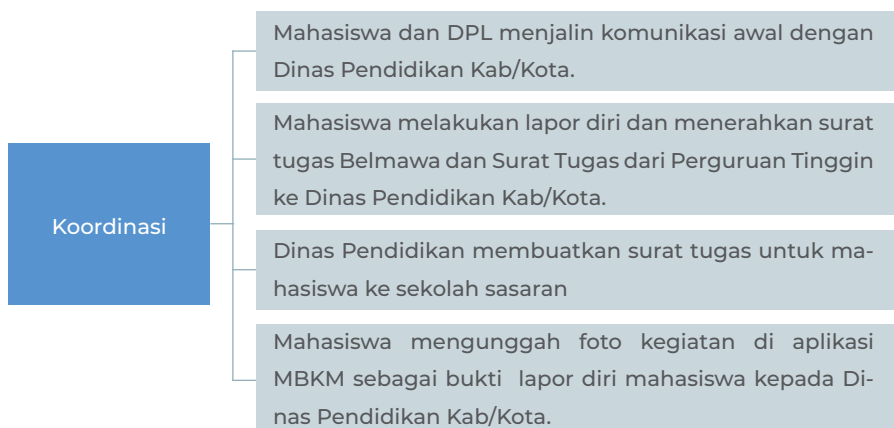 Koordinasi
Mahasiswa dan DPL menjalin komunikasi awal dengan
Dinas Pendidikan Kab/Kota.
Mahasiswa melakukan lapor diri dan menerahkan surat
tugas Belmawa dan Surat Tugas dari Perguruan Tinggin
ke Dinas Pendidikan Kab/Kota.
Dinas Pendidikan membuatkan surat tugas untuk ma-
hasiswa ke sekolah sasaran
Mahasiswa mengunggah foto kegiatan di aplikasi
MBKM sebagai bukti lapor diri mahasiswa kepada Di-
nas Pendidikan Kab/Kota.